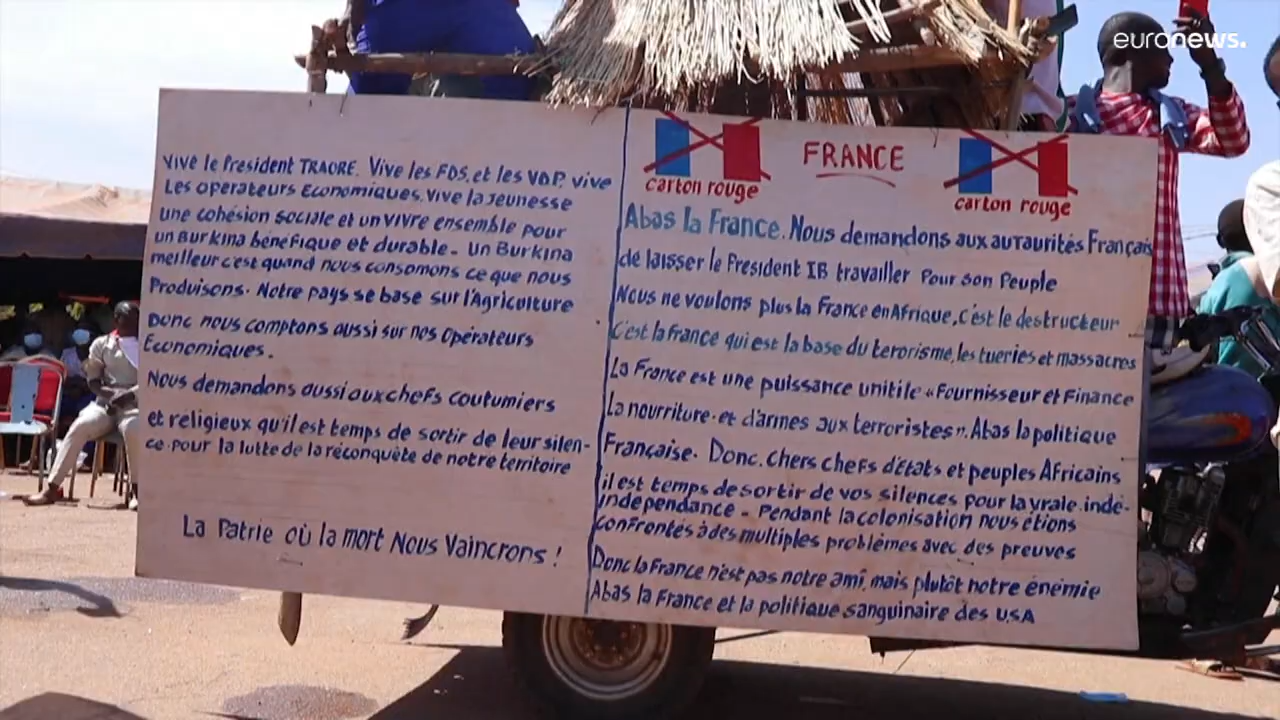 euronews.
Vive le President TRAORE. Vive les FDS, et les VDP, vive
Les operateurs Economiques, vive la Jeunesse
une cohésion sociale et un vivre ensemble pour
un Burkina bénéfique et durable - un Burkina
meilleur c'est quand nous consomons ce que nous
Produisons. Notre pays se base sur l'Agriculture
Donc nous comptons aussi sur nos opérateurs
Economiques.
Nous demandons aussi aux chefs coutumiers
et religieux qu'il est temps de sortir de leur silen-
ce pour la lutte de la réconquête de notre territoire
La Patrie où la mort Nous Vaincrons !
FRANCE
carton rouge
carton rouge
Abas la France. Nous demandons aux auTaurités Français
de laisser le President IB travailler Pour son Peuple
Nous ne voulons plus la France en Afrique, c'est le destructeur
C'est la france qui est la base du terorisme, les tueries et massacres
La France est une puissance unitile «Fournisseur et Finance
La nourriture et d'armes aux terroristes». Abas la politique
Française. Donc. chers chefs d'États et peuples Africains
il est temps de sortir de vos silences pour la vraie indé-
independance - Pendant la colonisation nous étions
confrontés à des multiples problèmes avec des preuves
Donc la France n'est pas notre ami, mais plutôt notre énémie
Abas la France et la politique sanguinaire des USA